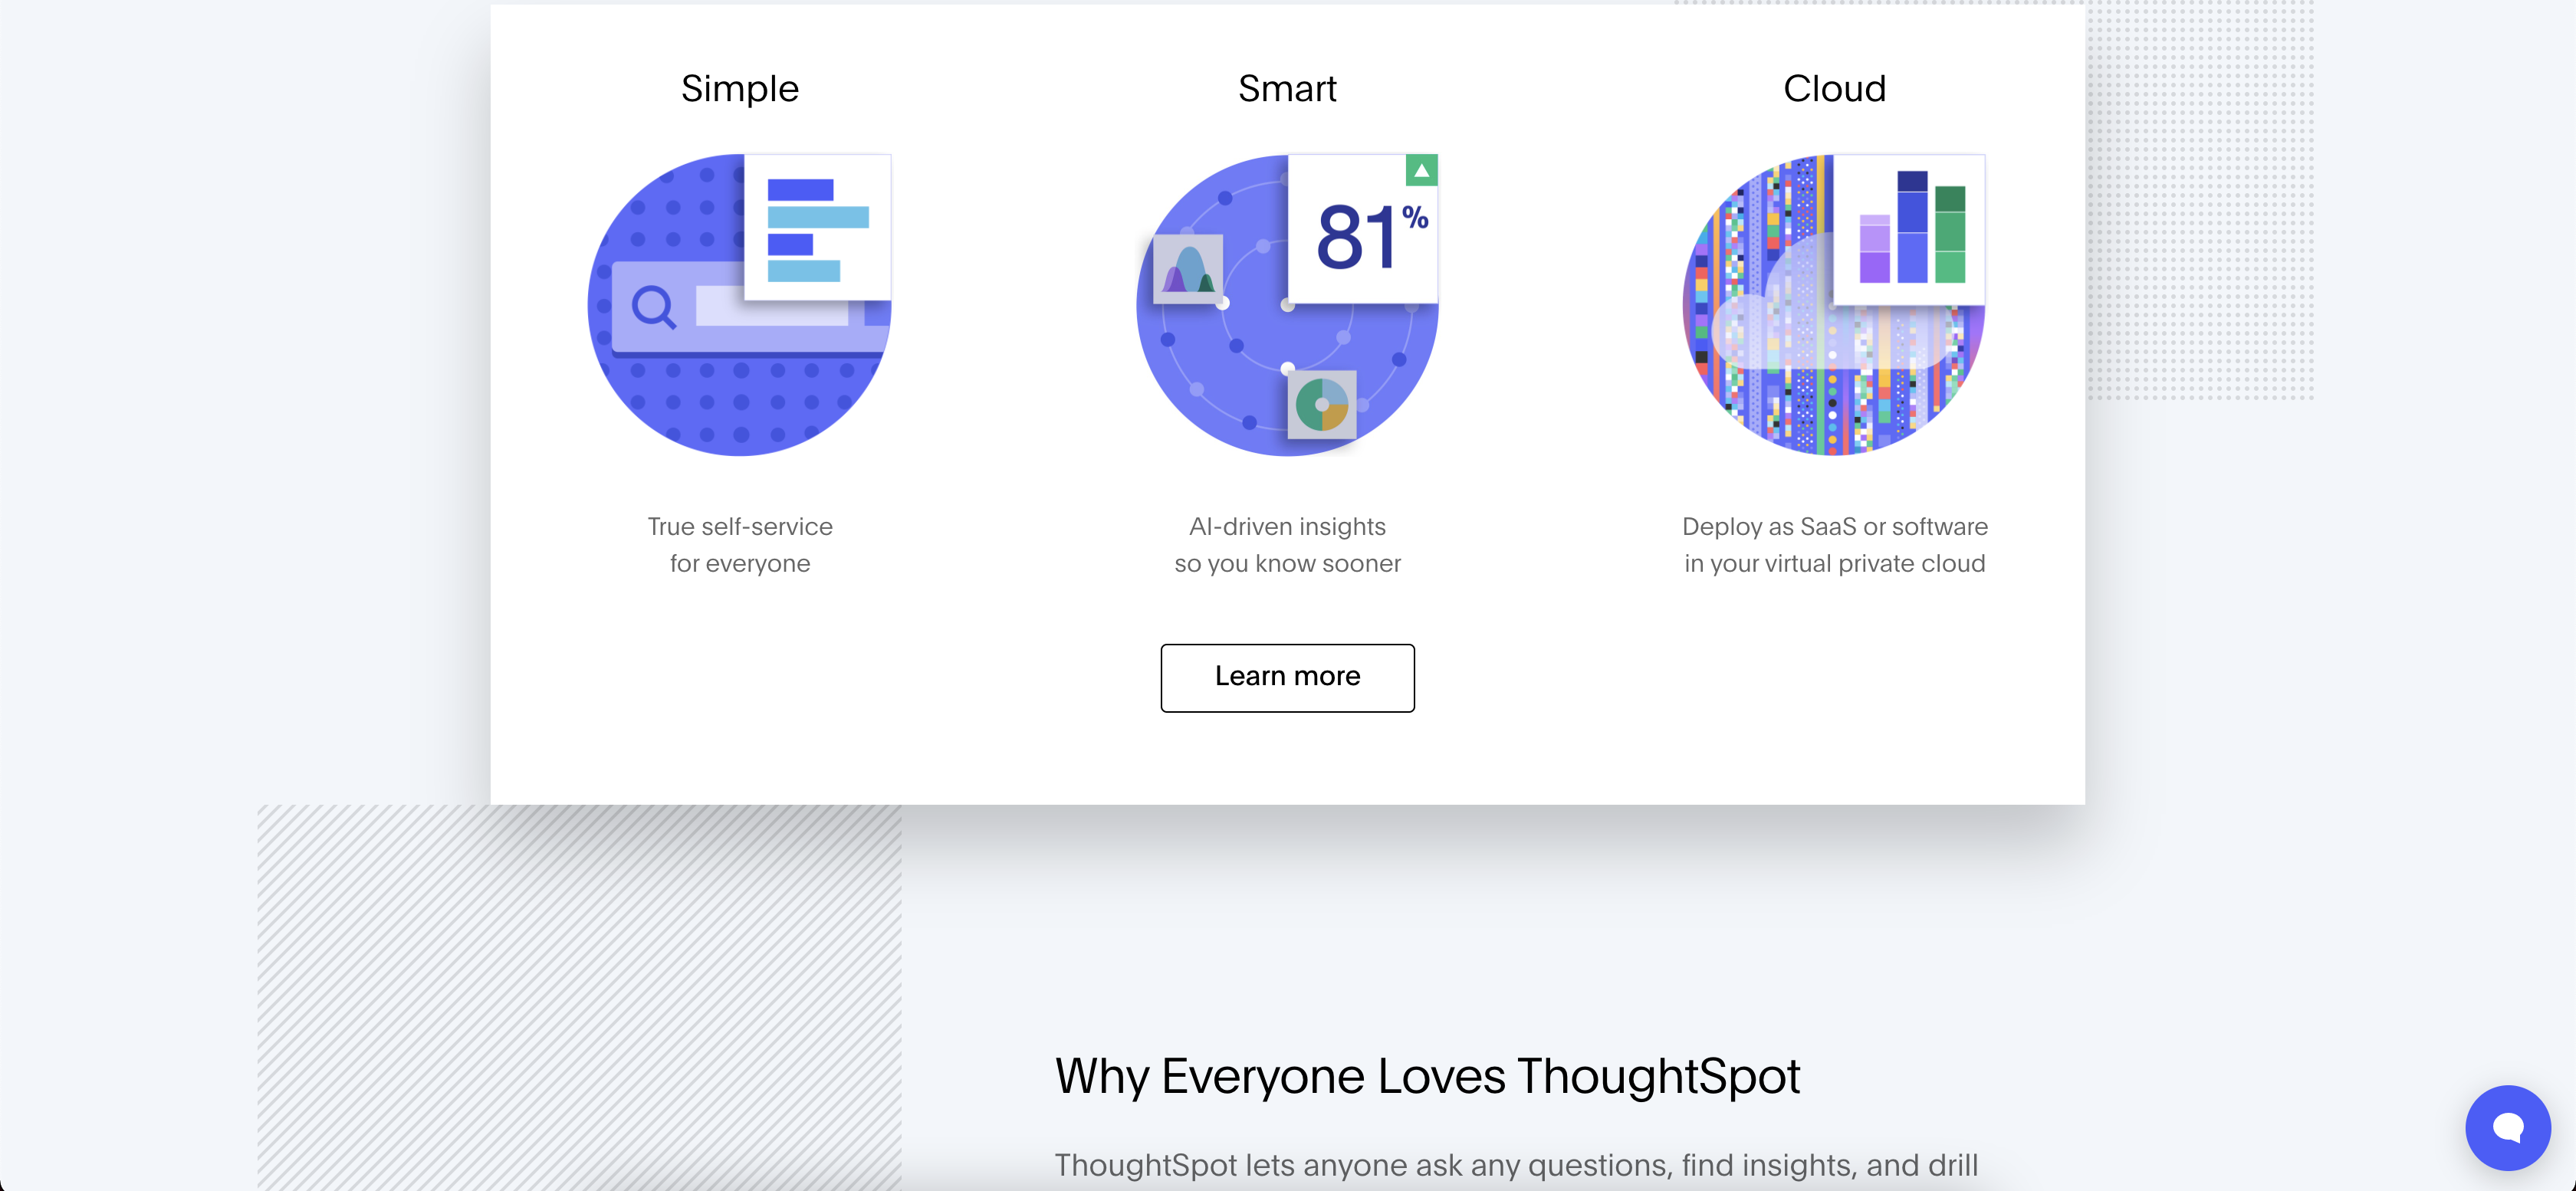 Simple
Smart
Cloud
81%
True self-service
for everyone
AI-driven insights
so you know sooner
Deploy as SaaS or software
in your virtual private cloud
Learn more
Why Everyone Loves ThoughtSpot
ThoughtSpot lets anyone ask any questions, find insights, and drill